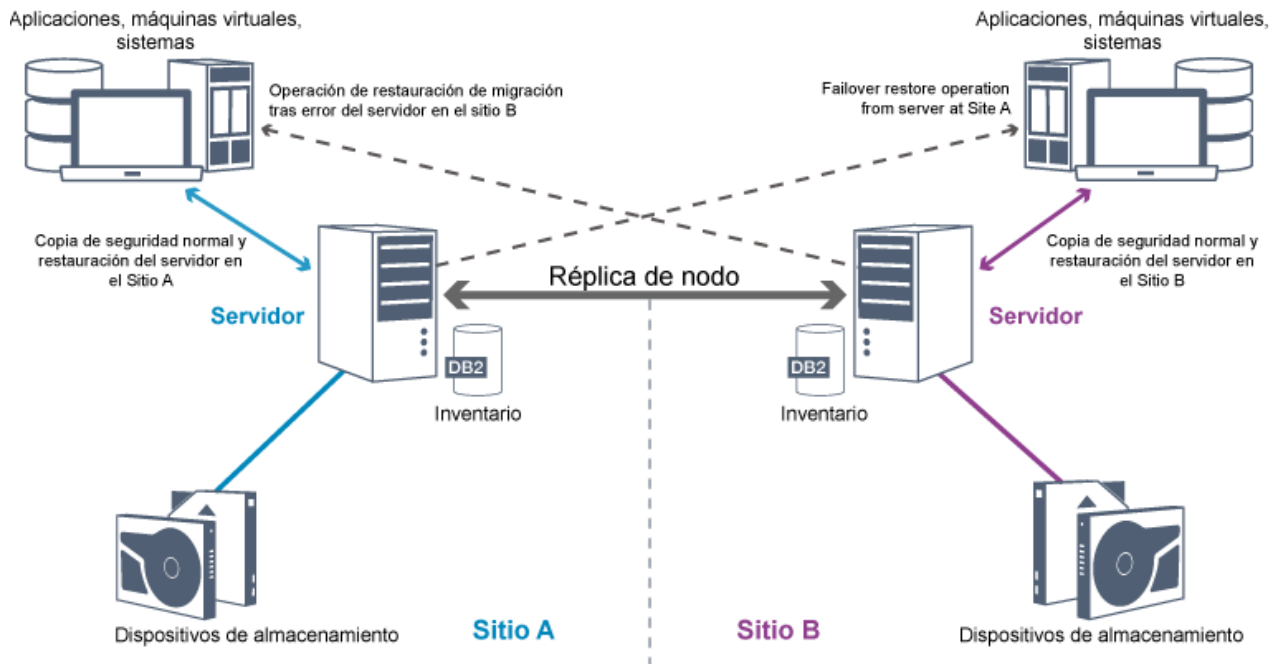 Aplicaciones, máquinas virtuales,
sistemas
Operación de restauración de migración
tras error del servidor en el sitio B
Copia de seguridad normal y
restauración del servidor en
el Sitio A
Servidor
DB2
Inventario
Dispositivos de almacenamiento
Sitio A
Réplica de nodo
Aplicaciones, máquinas virtuales,
sistemas
Failover restore operation
from server at Site A
Copia de seguridad normal y
restauración del servidor en
el Sitio B
Servidor
DB2
Inventario
Sitio B
Dispositivos de almacenamiento